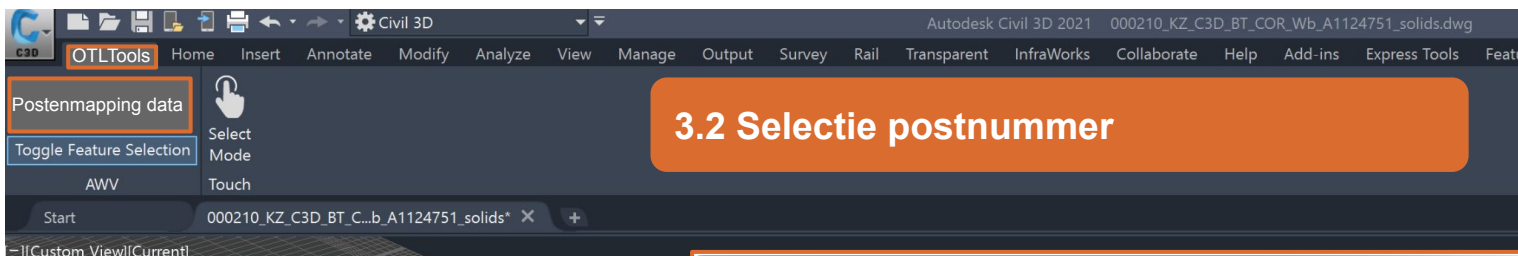 Civil 3D
Autodesk Civil 3D 2021 000210_KZ_C3D_BT_COR_Wb_A1124751_solids.dwg
C3D
OTLTools Home Insert Annotate Modify Analyze View Manage Output Survey Rail Transparent InfraWorks Collaborate Help Add-ins Express Tools Featu
Postenmapping data
Toggle Feature Selection
AWV
Select
Mode
Touch
3.2 Selectie postnummer
Start 000210_KZ_C3D_BT_C...b_A1124751_solids*
[−][Custom View][Current]